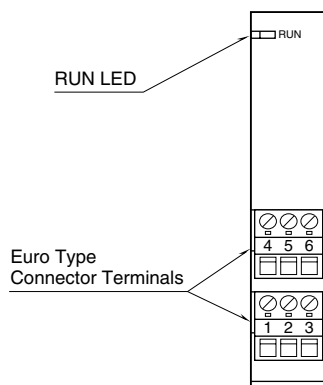 RUN
RUN LED
4 5 6
Euro Type
Connector Terminals
1 2 3